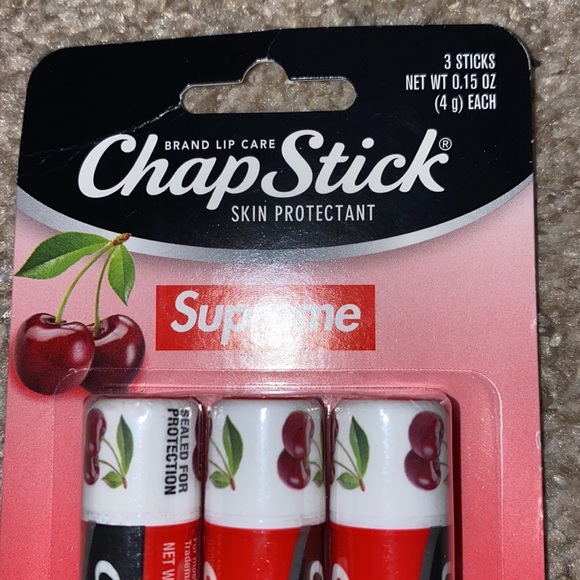 3 STICKS
NET WT 0.15 OZ
(4 g) EACH
BRAND LIP CARE
ChapStick®
SKIN PROTECTANT
Supreme
SEALED FOR
PROTECTION
NET W